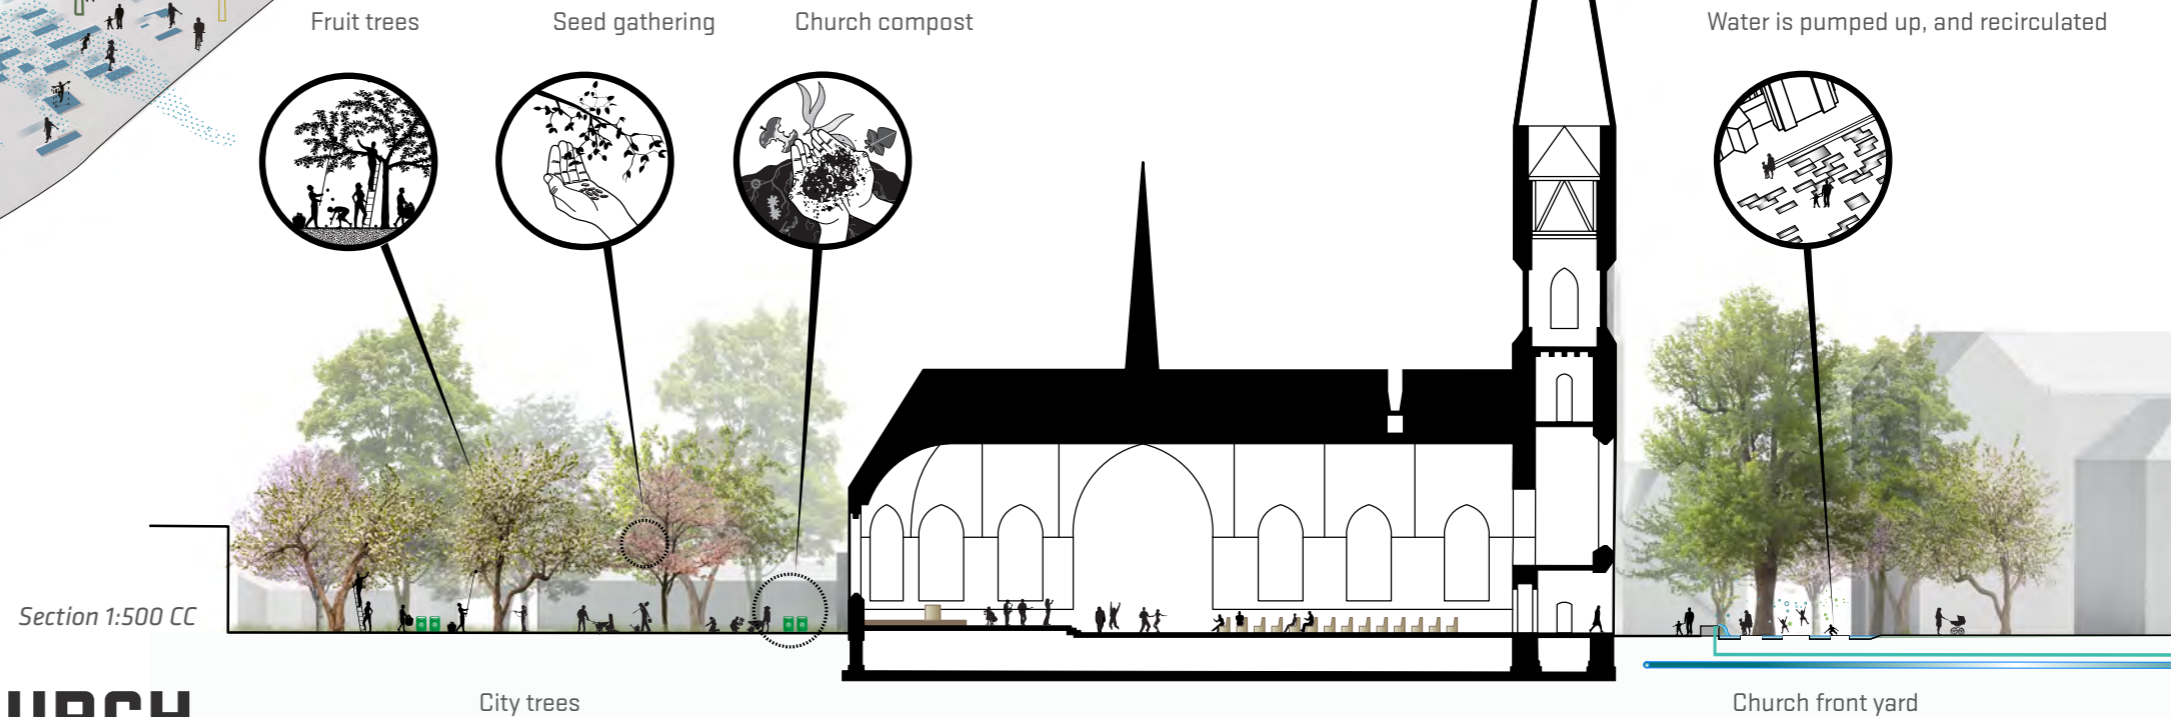 Fruit trees
Seed gathering
Church compost
Water is pumped up, and recirculated
Section 1:500 CC
City trees
Church front yard